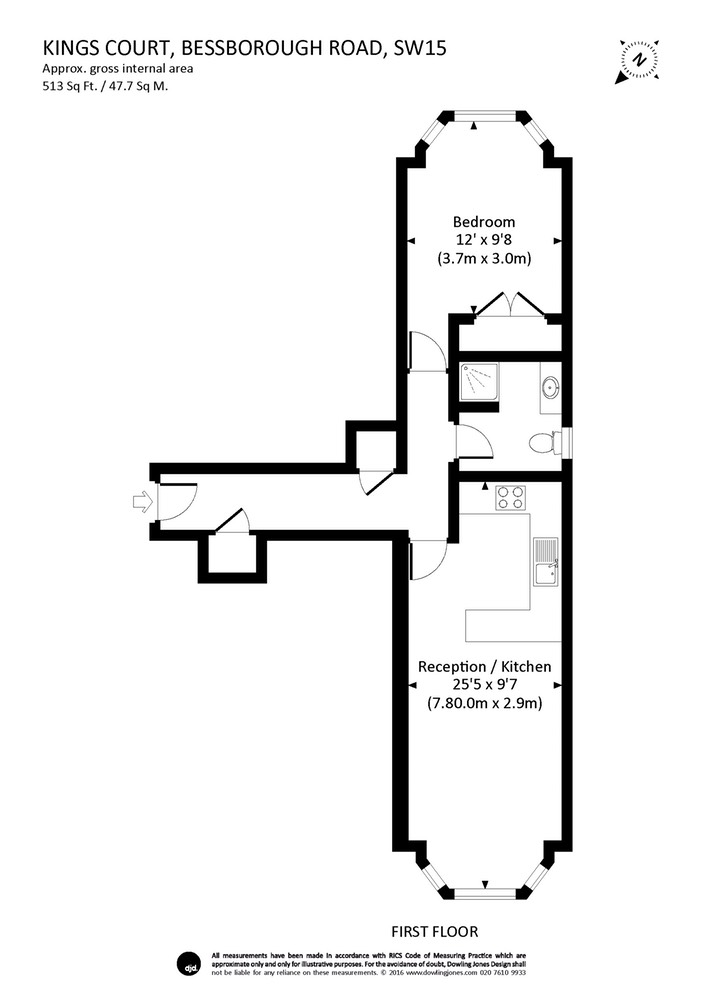 KINGS COURT, BESSBOROUGH ROAD, SW15
Approx. gross internal area
513 Sq Ft. / 47.7 Sq M.
N
Bedroom
12' x 9'8
(3.7m x 3.0m)
Reception / Kitchen
25'5 x 9'7
(7.80.0m x 2.9m)
FIRST FLOOR
djd.
All measurements have been made in accordance with RICS Code of Measuring Practice which are
approximate only and only for illustrative purposes. For the avoidance of doubt, Dowling Jones Design shall
not be liable for any reliance on these measurements. © 2016 www.dowlingjones.com 020 7610 9933